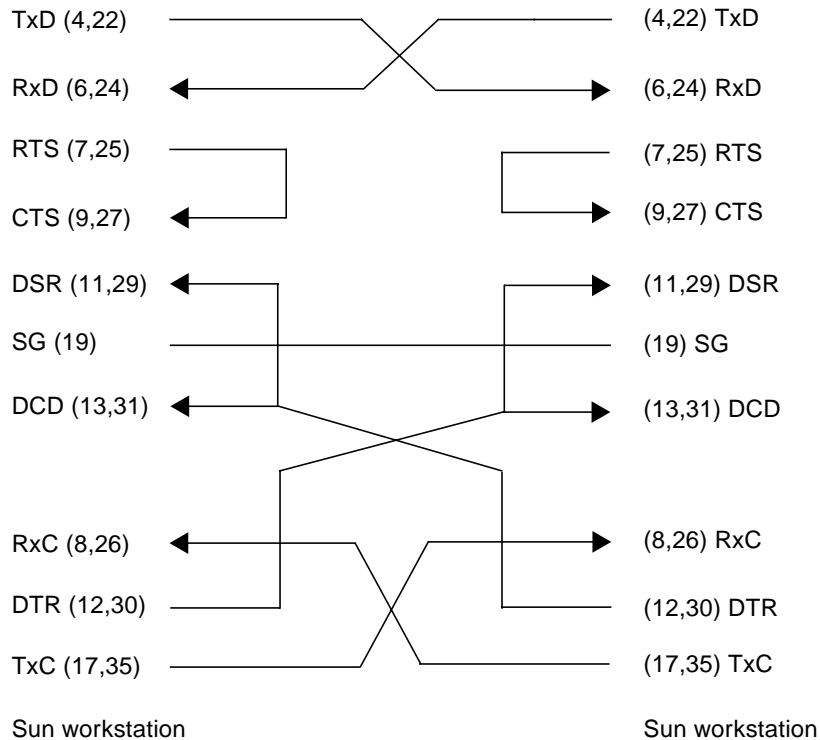 TxD (4,22) (4,22) TxD
RxD (6,24) (6,24) RxD
RTS (7,25) (7,25) RTS
CTS (9,27) (9,27) CTS
DSR (11,29) (11,29) DSR
SG (19) (19) SG
DCD (13,31) (13,31) DCD
RxC (8,26) (8,26) RxC
DTR (12,30) (12,30) DTR
TxC (17,35) (17,35) TxC
Sun workstation Sun workstation